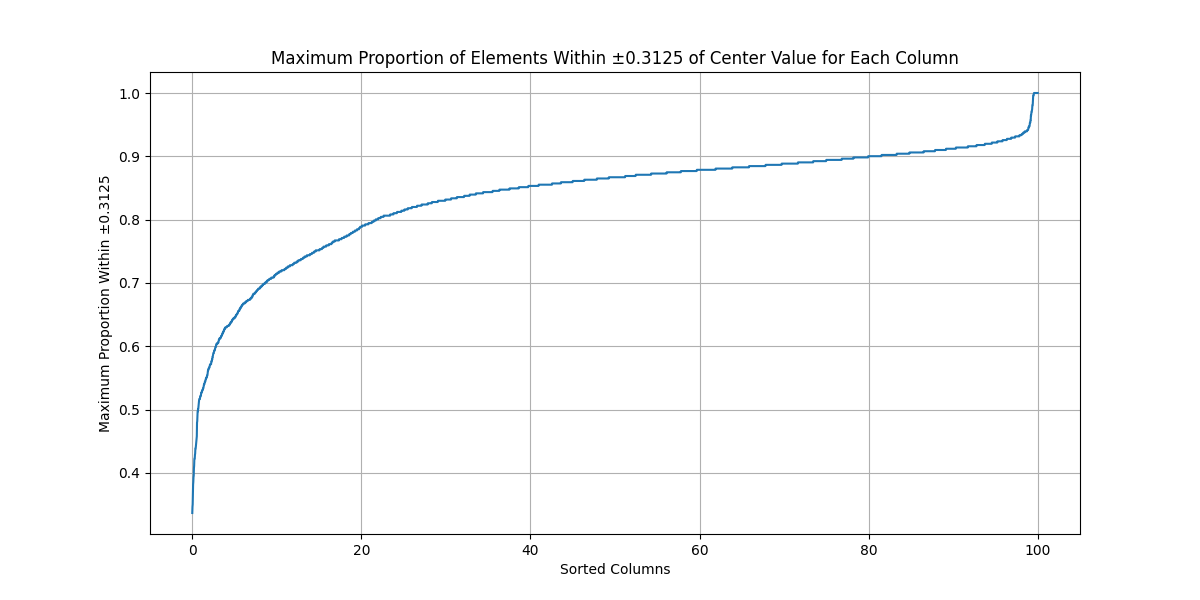 Maximum Proportion of Elements Within ±0.3125 of Center Value for Each Column
Maximum Proportion Within ±0.3125
1.0
0.9
0.8
0.7
0.6
0.5
0.4
0 20 40 60 80 100
Sorted Columns